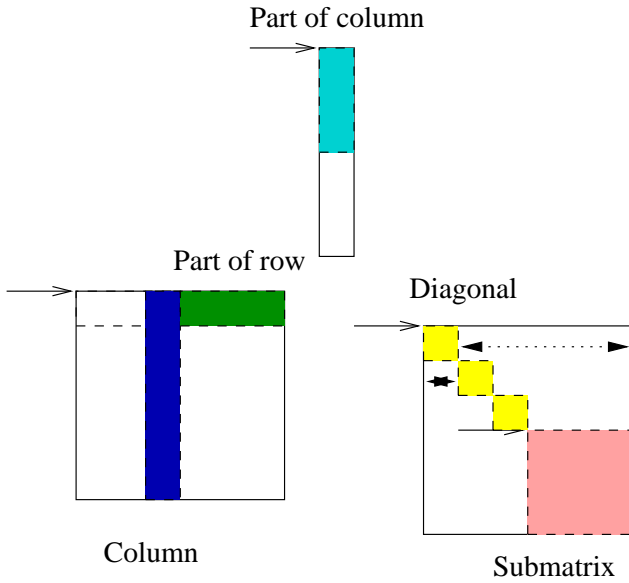 Part of column
Part of row
Diagonal
Column
Submatrix